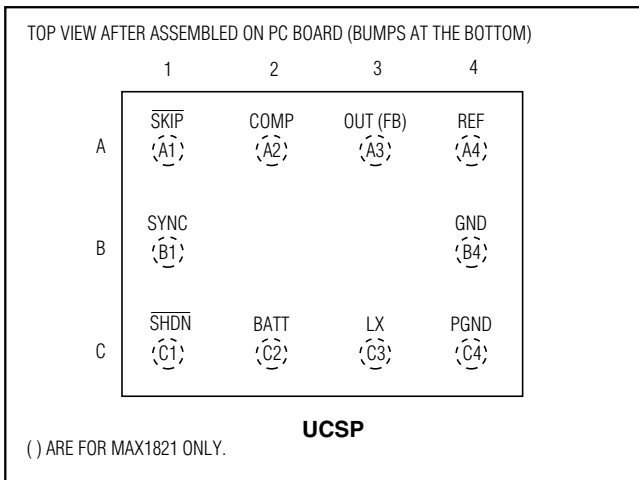 TOP VIEW AFTER ASSEMBLED ON PC BOARD (BUMPS AT THE BOTTOM)
1 2 3 4
SKIP COMP OUT (FB) REF
A A1 A2 A3 A4
SYNC GND
B B1 B4
SHDN BATT LX PGND
C C1 C2 C3 C4
UCSP
( ) ARE FOR MAX1821 ONLY.